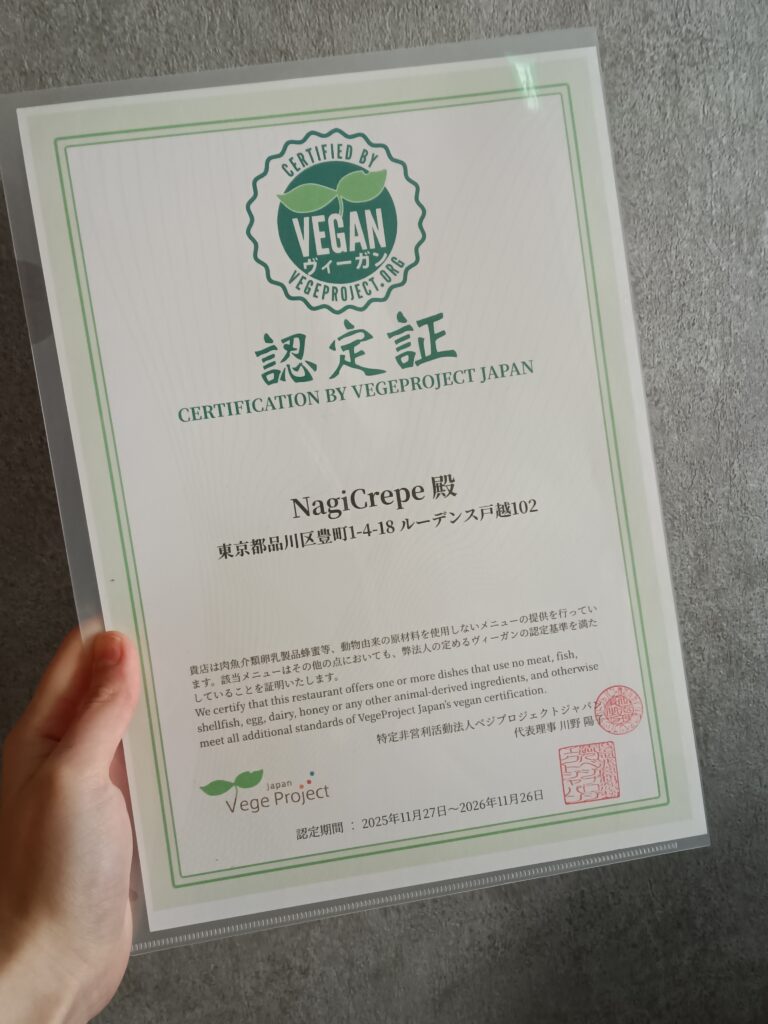 CERTIFIED BY
VEGAN
ヴィーガン
VEGEPROJECT.ORG
認定証
CERTIFICATION BY VEGEPROJECT JAPAN
NagiCrepe 殿
東京都品川区豊町1-4-18 ルーデンス戸越102
貴店は肉魚介類卵乳製品蜂蜜等、動物由来の原材料を使用しないメニューの提供を行ってい
ます。該当メニューはその他の点においても、弊法人の定めるヴィーガンの認定基準を満た
していることを証明いたします。
We certify that this restaurant offers one or more dishes that use no meat, fish,
shellfish, egg, dairy, honey or any other animal-derived ingredients, and otherwise
meet all additional standards of VegeProject Japan's vegan certification.
特定非営利活動法人ベジプロジェクトジャパン
代表理事 川野 陽子
japan
Vege Project
認定期間 : 2025年11月27日〜2026年11月26日